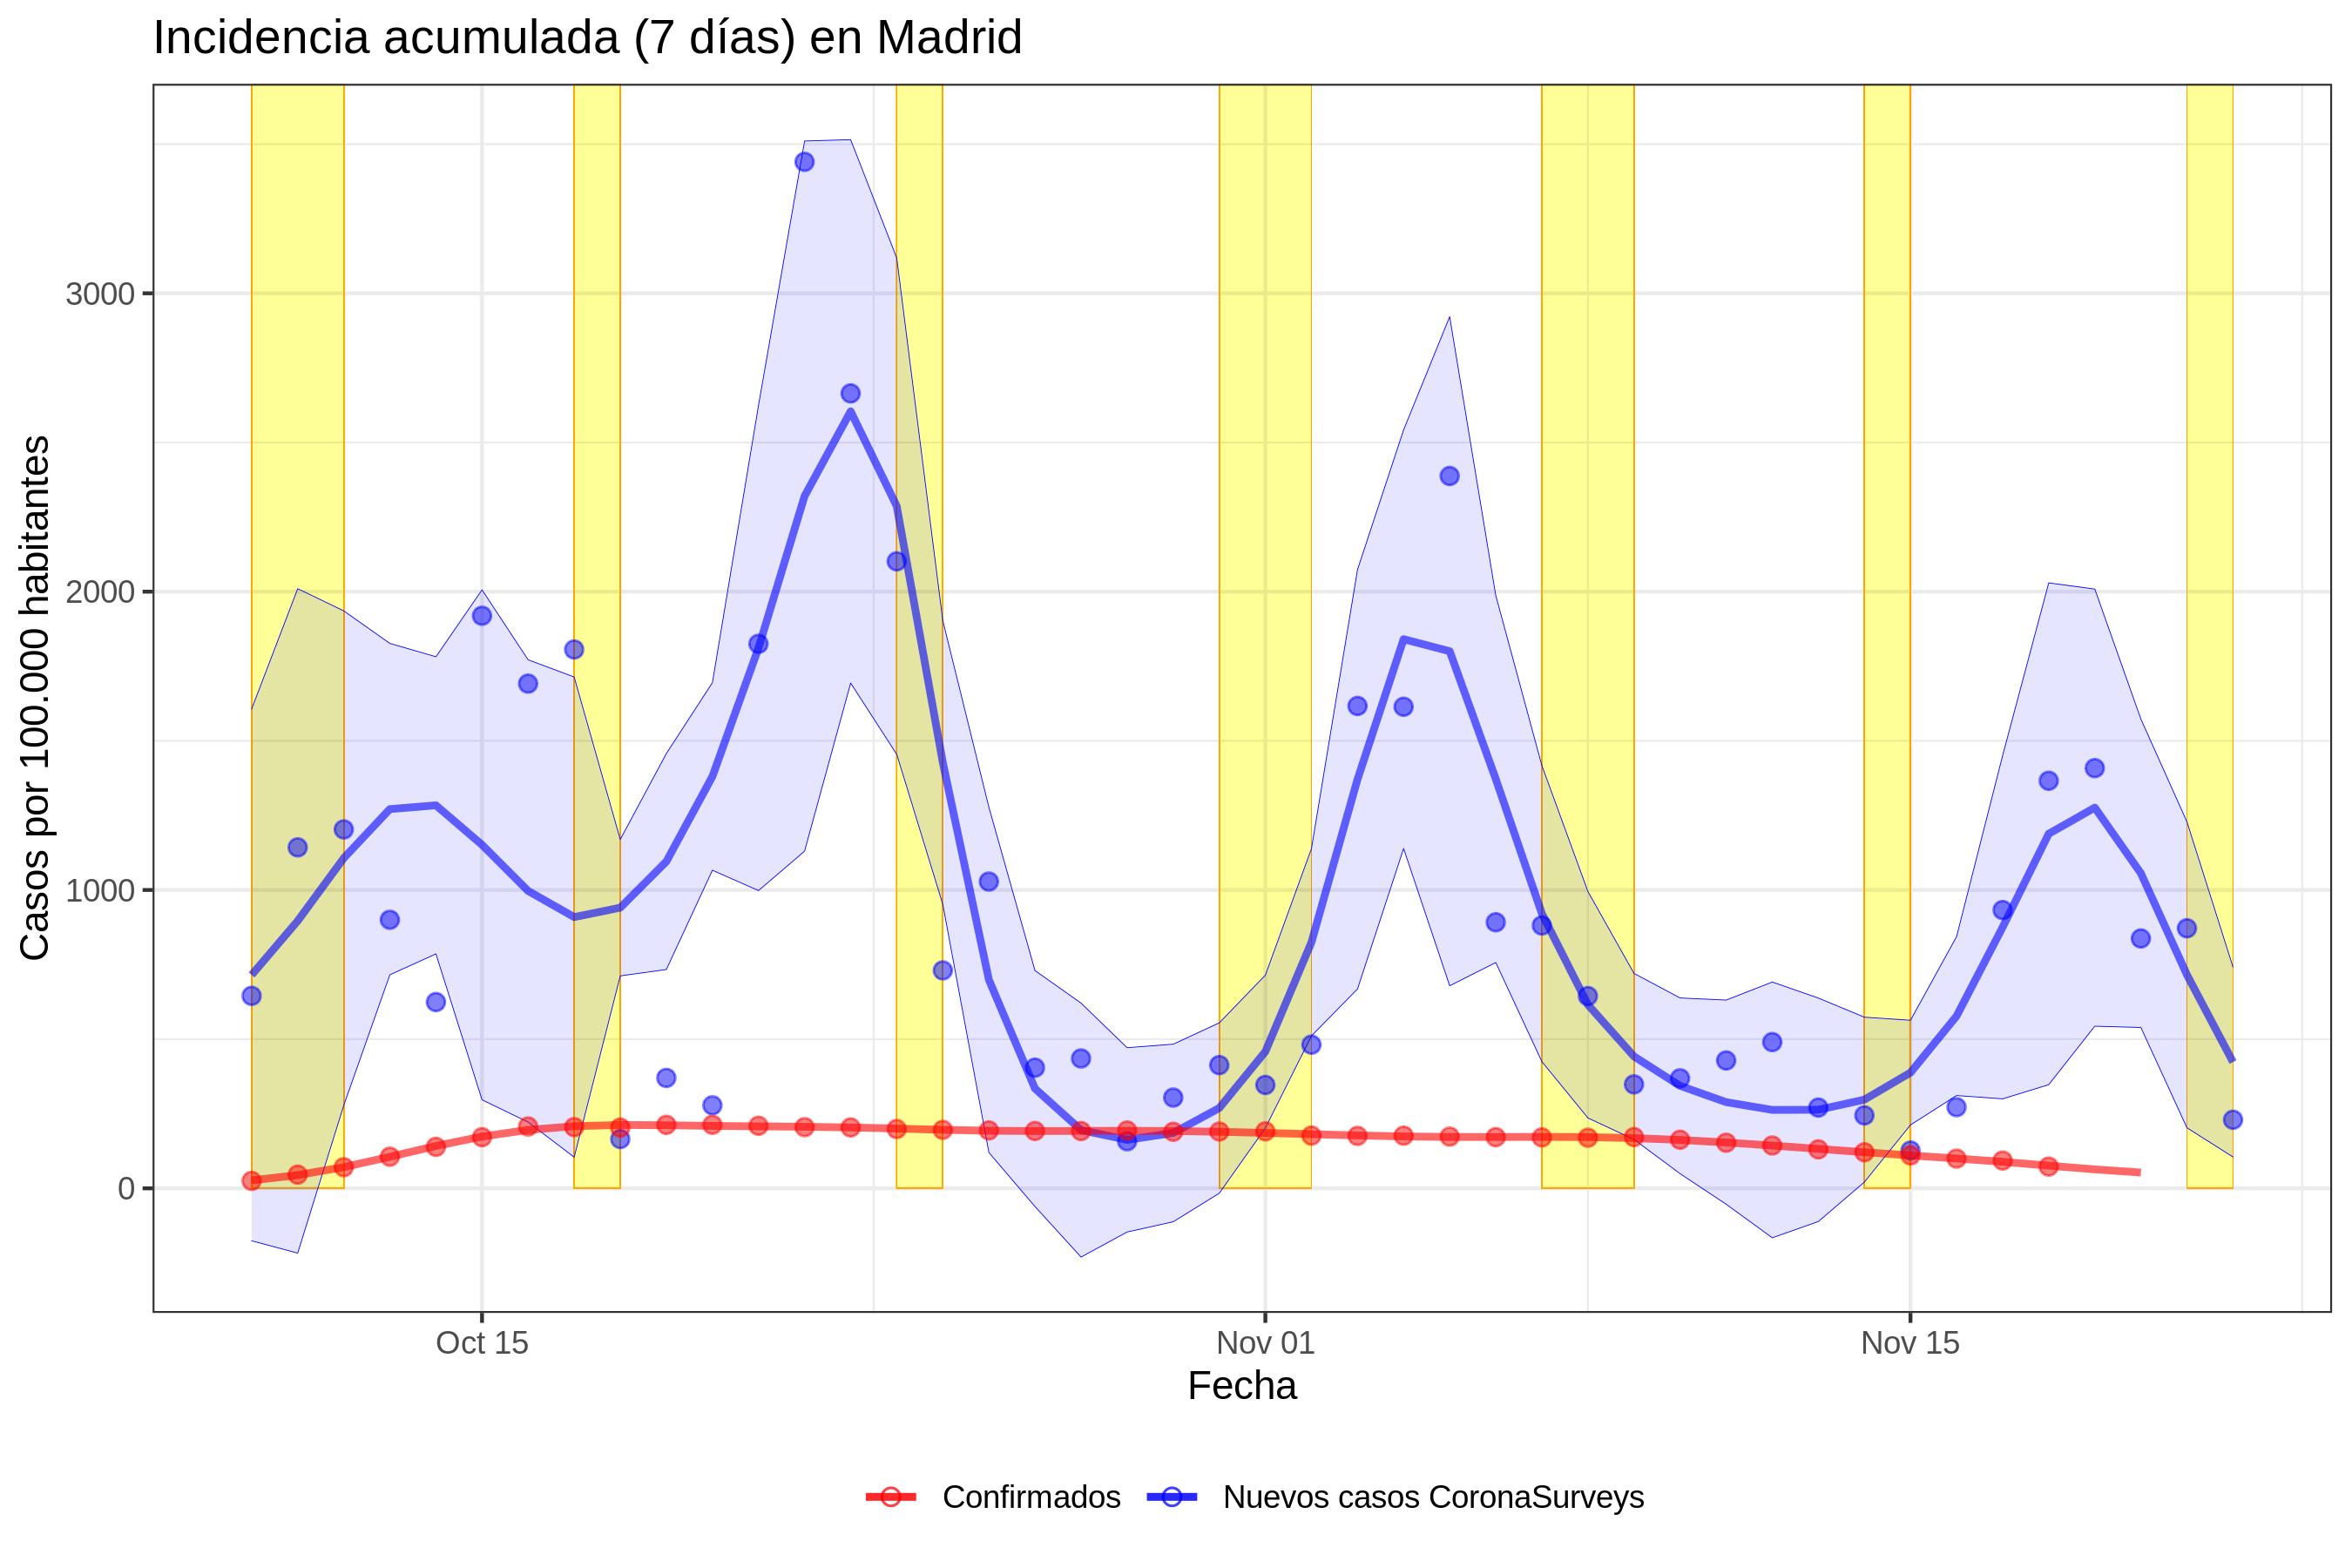 Incidencia acumulada (7 días) en Madrid
Casos por 100.000 habitantes
3000
2000
1000
0
Oct 15
Nov 01
Nov 15
Fecha
Confirmados
Nuevos casos CoronaSurveys